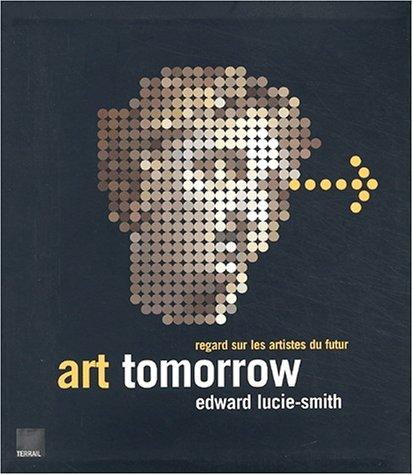 regard sur les artistes du futur
art tomorrow
edward lucie-smith
TERRAIL